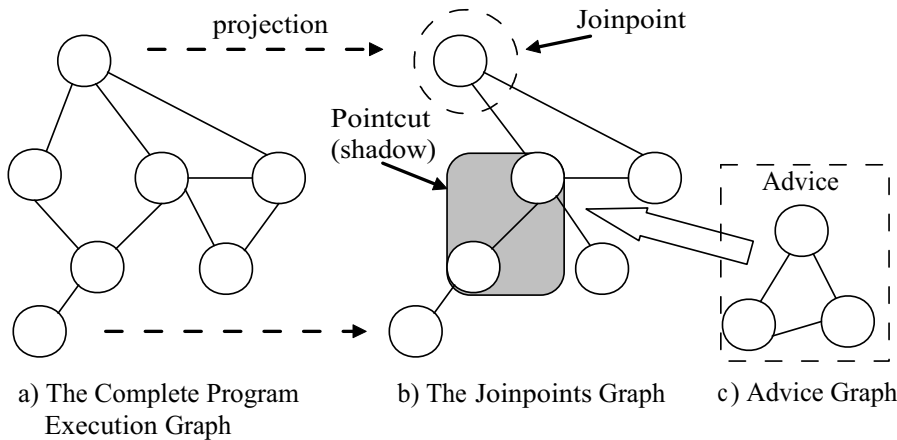 projection
Joinpoint
Pointcut
(shadow)
Advice
a) The Complete Program
Execution Graph
b) The Joinpoints Graph
c) Advice Graph